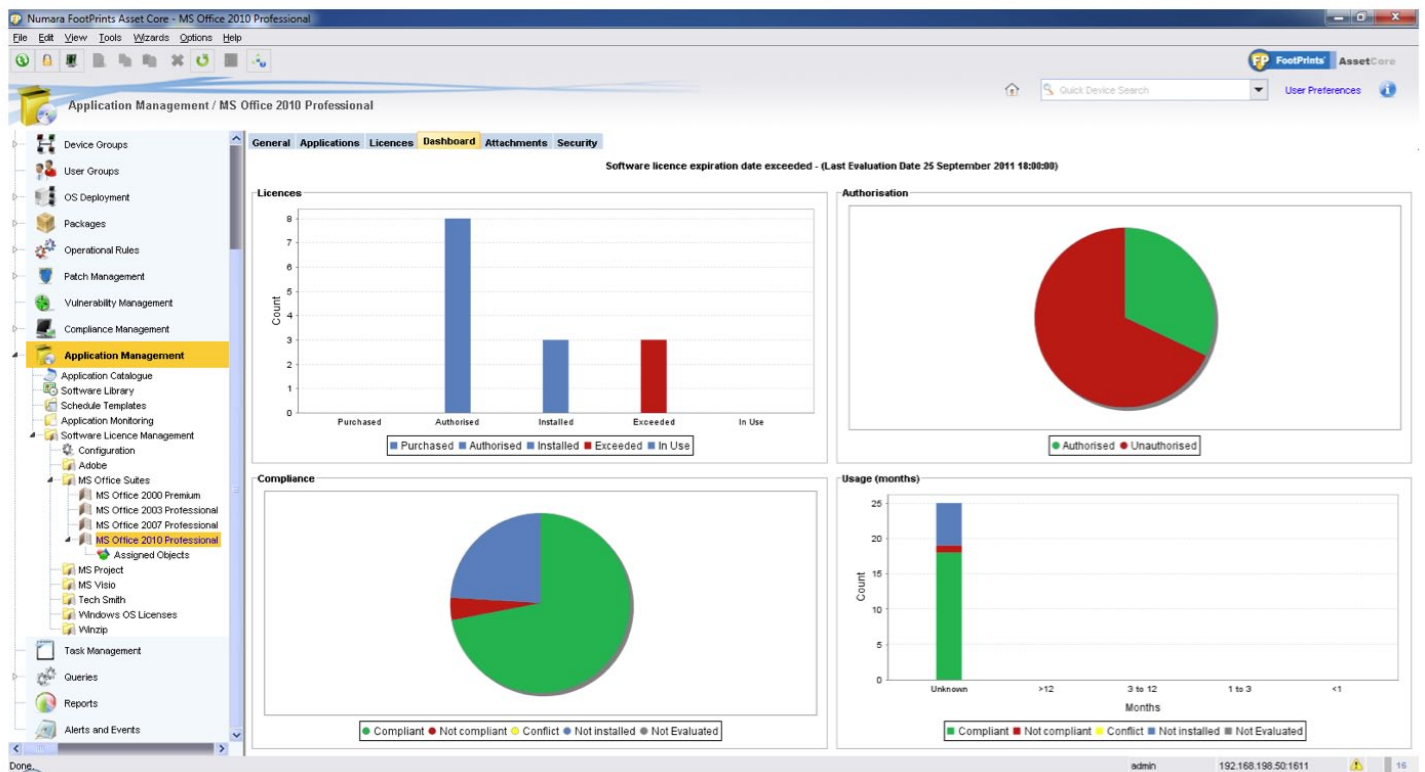 Numara FootPrints Asset Core - MS Office 2010 Professional
File Edit View Tools Wizards Options Help
FP FootPrints AssetCore
Application Management / MS Office 2010 Professional
Quick Device Search
User Preferences
Device Groups
User Groups
OS Deployment
Packages
Operational Rules
Patch Management
Vulnerability Management
Compliance Management
Application Management
Application Catalogue
Software Library
Schedule Templates
Application Monitoring
Software Licence Management
Configuration
Adobe
MS Office Suites
MS Office 2000 Premium
MS Office 2003 Professional
MS Office 2007 Professional
MS Office 2010 Professional
Assigned Objects
MS Project
MS Visio
Tech Smith
Windows OS Licenses
Winzip
Task Management
Queries
Reports
Alerts and Events
General Applications Licences Dashboard Attachments Security
Software licence expiration date exceeded - (Last Evaluation Date 25 September 2011 18:00:00)
Licences
8
7
6
5
4
3
2
1
0
Count
Purchased Authorised Installed Exceeded In Use
Purchased Authorised Installed Exceeded In Use
Authorisation
Authorised Unauthorised
Compliance
Compliant Not compliant Conflict Not installed Not Evaluated
Usage (months)
25
20
15
10
5
0
Count
Unknown >12 3 to 12 1 to 3 <1
Months
Compliant Not compliant Conflict Not installed Not Evaluated
Done.
admin 192.168.198.50:1611 16